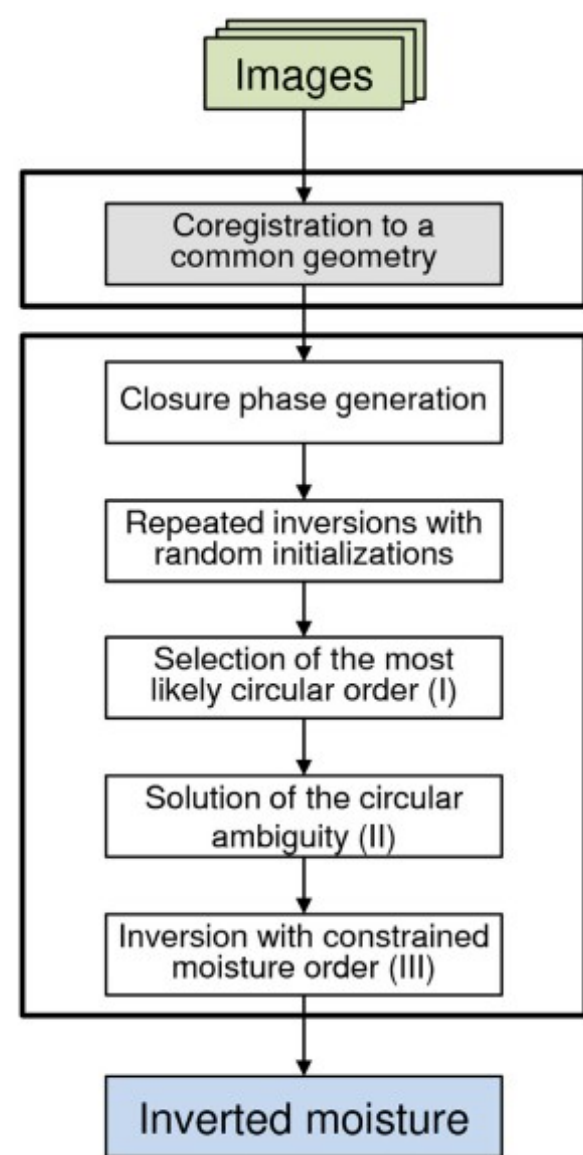 Images
Coregistration to a
common geometry
Closure phase generation
Repeated inversions with
random initializations
Selection of the most
likely circular order (I)
Solution of the circular
ambiguity (II)
Inversion with constrained
moisture order (III)
Inverted moisture